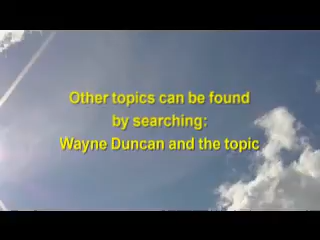 Other topics can be found
by searching:
Wayne Duncan and the topic